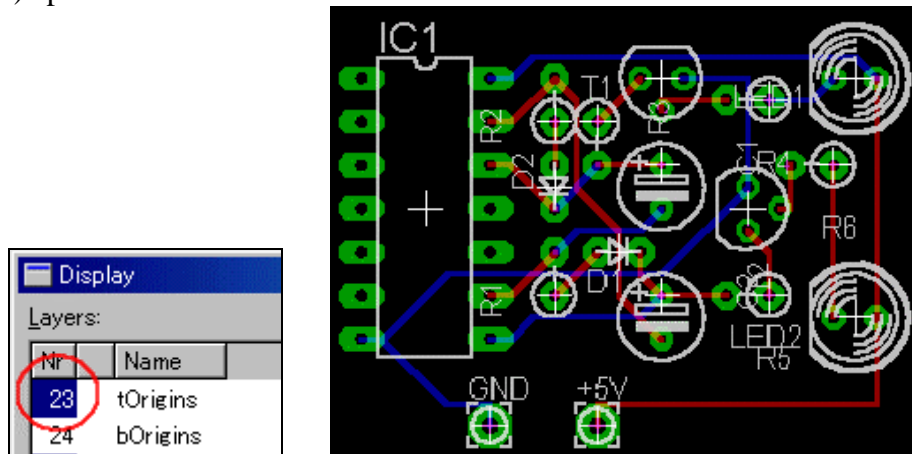 IC1
T1
R2
R3
D2
R4
R6
D1
R1
LED2
R5
GND +5V
Display
Layers:
Nr Name
23 tOrigins
24 bOrigins